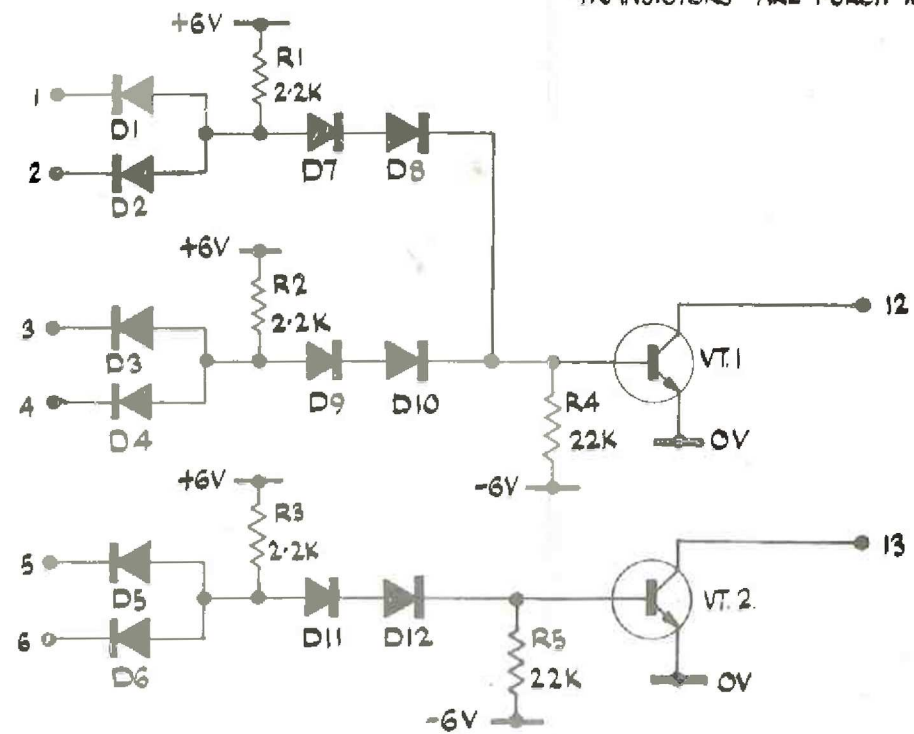 TRANSISTORS ARE
+6V
R1
2·2K
1
D1
2
D2
D7
D8
+6V
R2
2·2K
3
D3
4
D4
D9
D10
12
VT.1
R4
22K
0V
-6V
+6V
R3
2·2K
5
D5
6
D6
D11
D12
13
VT. 2.
R5
22K
0V
-6V